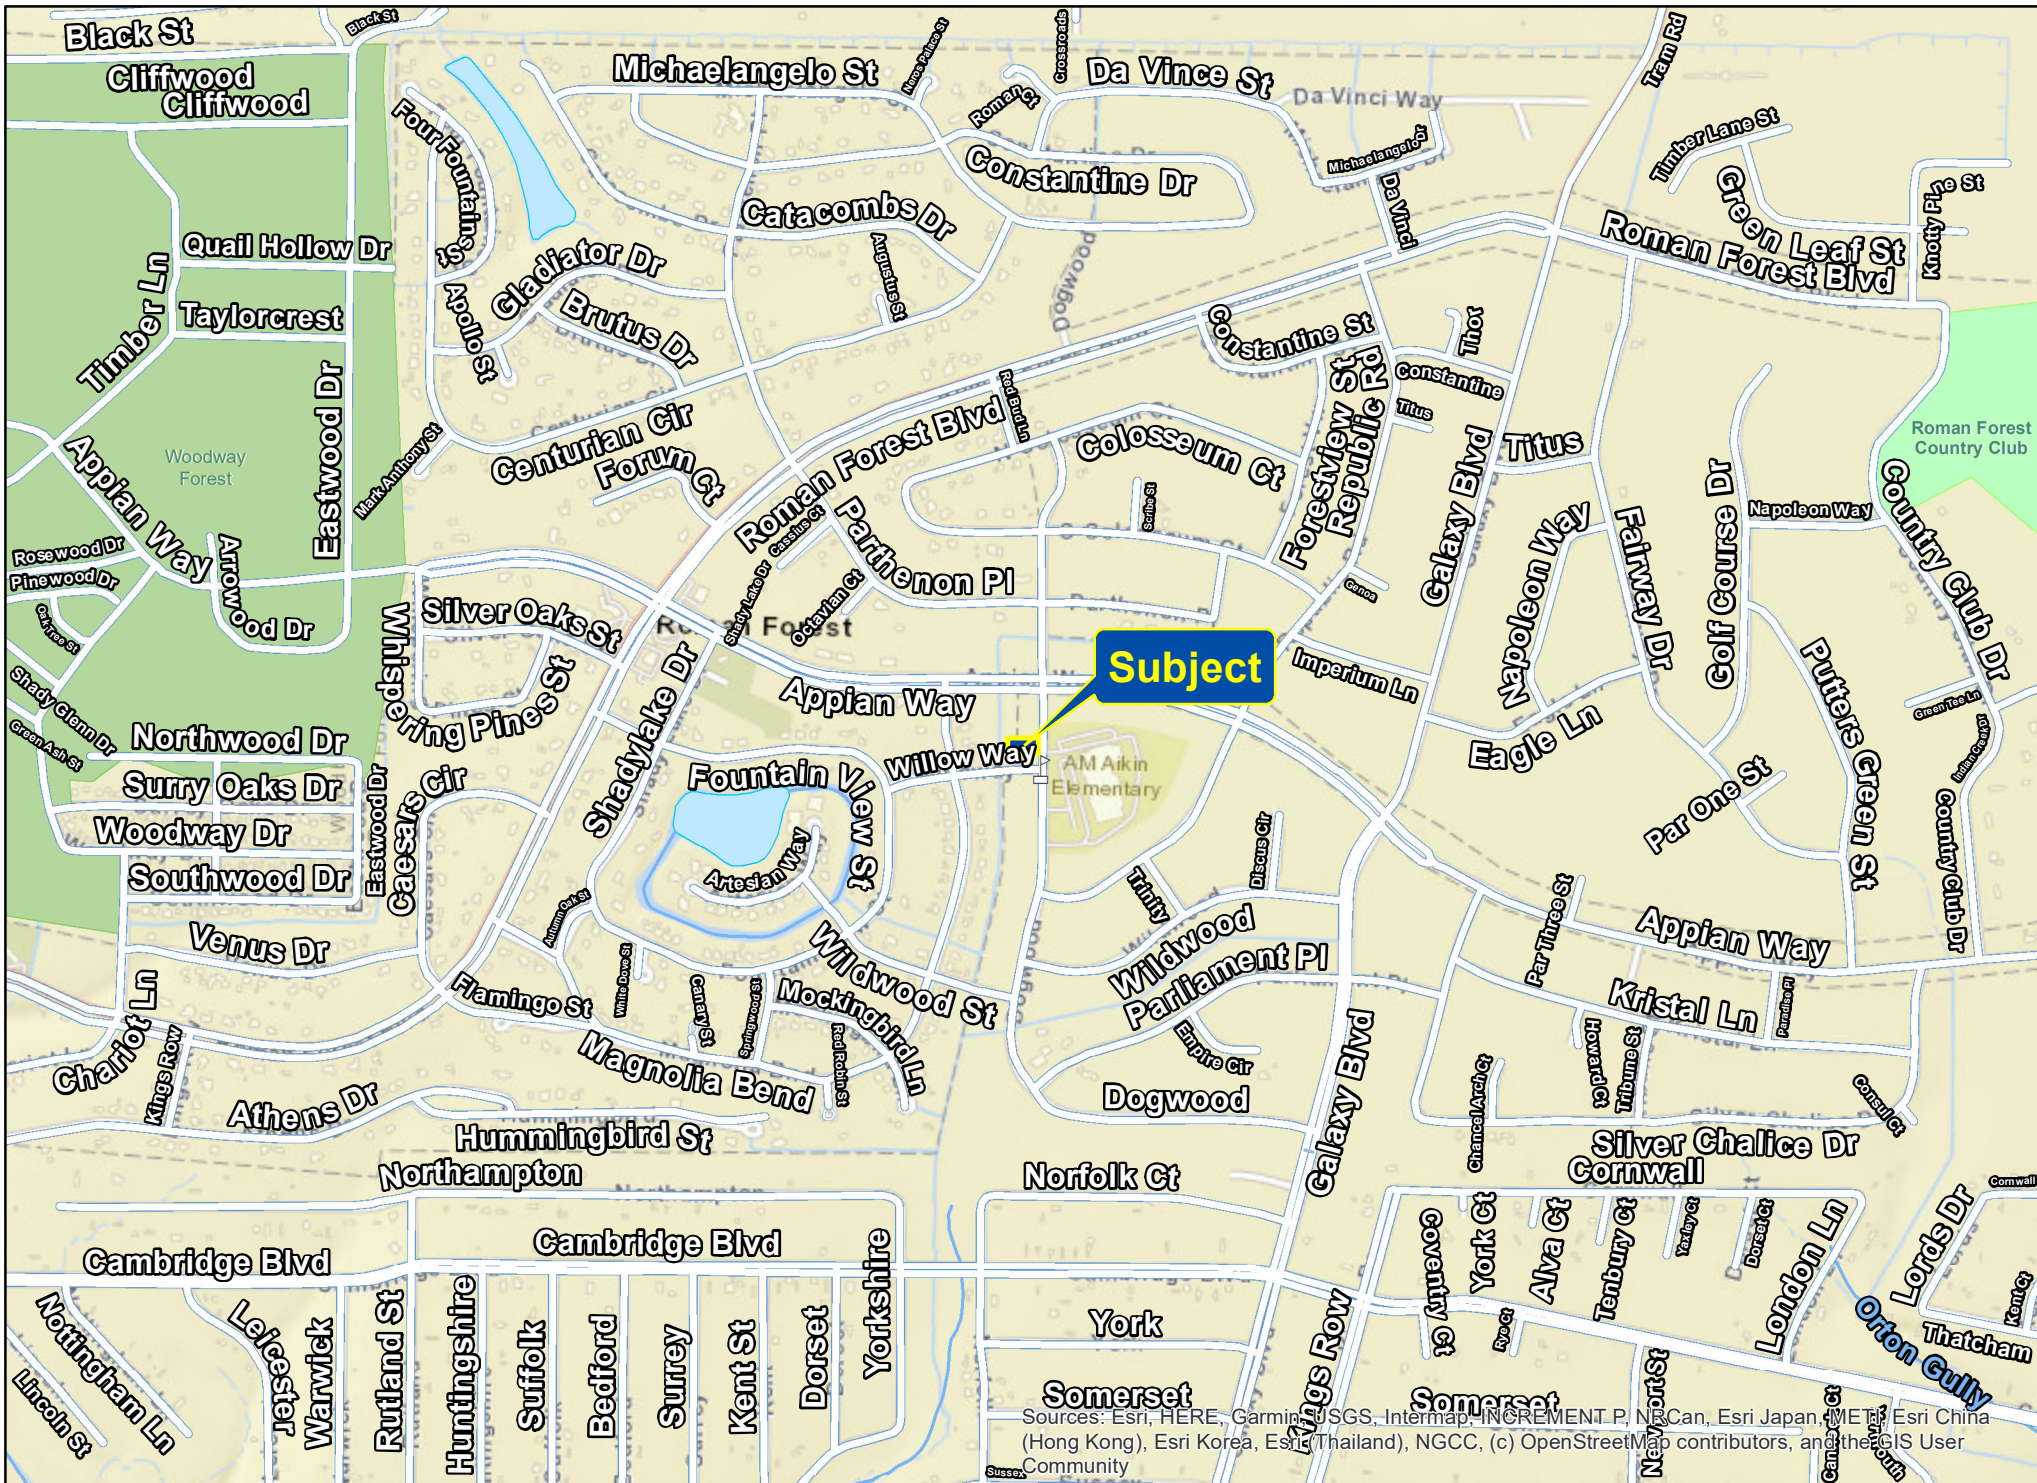 Black St
Black St
Cliffwood
Cliffwood
Michaelangelo St
Neros Palace St
Crossroads
Da Vince St
Da Vinci Way
Tram Rd
Roman Ct
Four Fountains St
Constantine Dr
Michaelangelo Dr
Timber Lane St
Da Vinci
Green Leaf St
Knotty Pine St
Roman Forest Blvd
Catacombs Dr
Quail Hollow Dr
Timber Ln
Gladiator Dr
Augustus St
Dogwood
Taylorcrest
Apollo St
Brutus Dr
Constantine St
Thor
Constantine
Titus
Forestview St
Republic Rd
Eastwood Dr
Centurian Cir
Forum Ct
Mark Anthony St
Roman Forest Blvd
Red Bud Ln
Colosseum Ct
Scribe St
Galaxy Blvd
Titus
Roman Forest
Country Club
Woodway
Forest
Appian Way
Golf Course Dr
Napoleon Way
Napoleon Way
Country Club Dr
Fairway Dr
Cassius Ct
Parthenon Pl
Rosewood Dr
Pinewood Dr
Oak Tree St
Arrowood Dr
Silver Oaks St
Shady Lake Dr
Octavian Ct
Genoa
Roman Forest
Whispering Pines St
Subject
Imperium Ln
Shady Glenn Dr
Green Ash St
Northwood Dr
Shadylake Dr
Appian Way
Eagle Ln
Putters Green St
Green Tee Ln
Indian Creek Dr
Surry Oaks Dr
Eastwood Dr
Caesars Cir
Fountain View St
Willow Way
AM Aikin
Elementary
Par One St
Woodway Dr
Southwood Dr
Artesian Way
Discus Cir
Trinity
Country Club Dr
Venus Dr
Autumn Oak St
White Dove St
Wildwood St
Wildwood
Parliament Pl
Par Three St
Appian Way
Flamingo St
Canary St
Springwood St
Mockingbird Ln
Red Robin St
Dogwood
Kristal Ln
Paradise Pl
Chariot Ln
Kings Row
Magnolia Bend
Empire Cir
Galaxy Blvd
Howard Ct
Tribune St
Chancel Arch Ct
Consul Ct
Athens Dr
Dogwood
Hummingbird St
Silver Chalice Dr
Northampton
Northampton
Norfolk Ct
Cornwall
Cornwall
Cambridge Blvd
Cambridge Blvd
Yorkshire
Coventry Ct
York Ct
Alva Ct
Tenbury Ct
Yaxley Ct
Dorset Ct
London Ln
Lords Dr
Kent Ct
Nottingham Ln
Lincoln St
Leicester
Warwick
Rutland St
Huntingshire
Suffolk
Bedford
Surrey
Kent St
Dorset
York
Kings Row
Rye Ct
Orton Gully
Thatcham
Somerset
Somerset
Newport St
Sussex
Sources: Esri, HERE, Garmin, USGS, Intermap, INCREMENT P, NRCan, Esri Japan, METI, Esri China
(Hong Kong), Esri Korea, Esri (Thailand), NGCC, (c) OpenStreetMap contributors, and the GIS User
Community